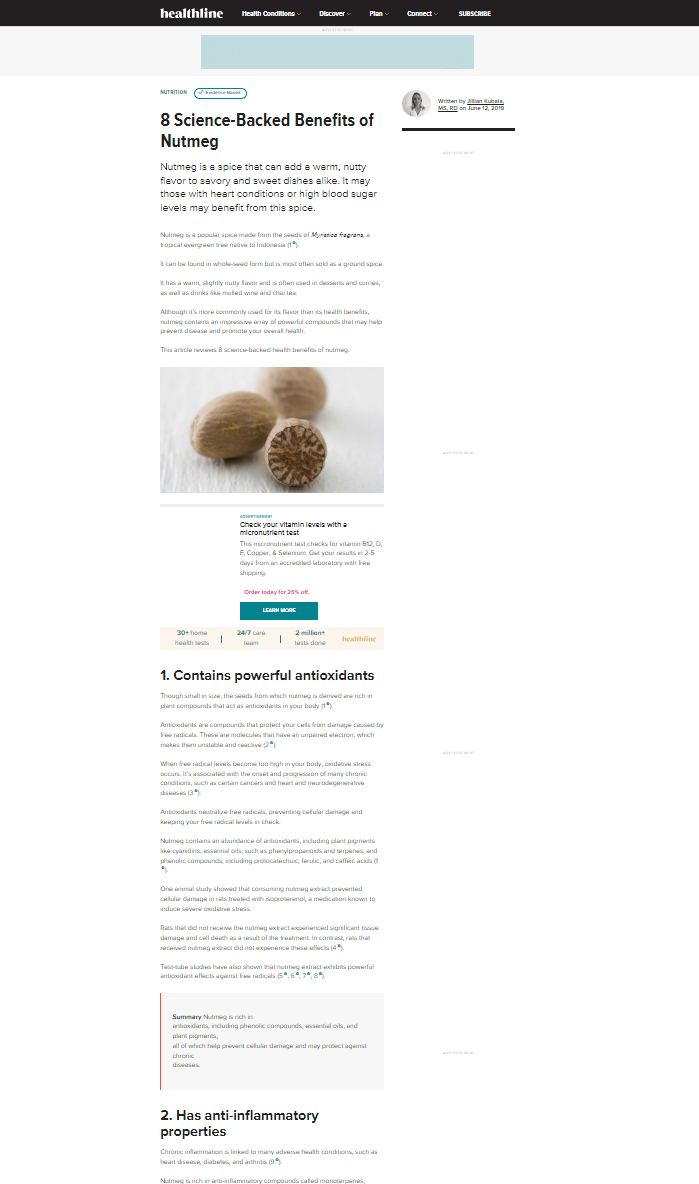 healthline
Health Conditions
Discover
Plan
Connect
SUBSCRIBE
ADVERTISEMENT
NUTRITION
Evidence Based
8 Science-Backed Benefits of
Nutmeg
Nutmeg is a spice that can add a warm, nutty
flavor to savory and sweet dishes alike. It may
those with heart conditions or high blood sugar
levels may benefit from this spice.
Written by Jillian Kubala,
MS, RD on June 12, 2019
ADVERTISEMENT
Nutmeg is a popular spice made from the seeds of Myristica fragrans, a
tropical evergreen tree native to Indonesia (1).
It can be found in whole-seed form but is most often sold as a ground spice.
It has a warm, slightly nutty flavor and is often used in desserts and curries,
as well as drinks like mulled wine and chai tea.
Although it's more commonly used for its flavor than its health benefits,
nutmeg contains an impressive array of powerful compounds that may help
prevent disease and promote your overall health.
This article reviews 8 science-backed health benefits of nutmeg.
ADVERTISEMENT
ADVERTISEMENT
Check your vitamin levels with a
micronutrient test
This micronutrient test checks for vitamin B12, D,
E, Copper, & Selenium. Get your results in 2-5
days from an accredited laboratory with free
shipping.
Order today for 25% off.
LEARN MORE
30+ home
health tests
24/7 care
team
2 million+
tests done
healthline
1. Contains powerful antioxidants
Though small in size, the seeds from which nutmeg is derived are rich in
plant compounds that act as antioxidants in your body (1).
Antioxidants are compounds that protect your cells from damage caused by
free radicals. These are molecules that have an unpaired electron, which
makes them unstable and reactive (2).
ADVERTISEMENT
When free radical levels become too high in your body, oxidative stress
occurs. It's associated with the onset and progression of many chronic
conditions, such as certain cancers and heart and neurodegenerative
diseases (3).
Antioxidants neutralize free radicals, preventing cellular damage and
keeping your free radical levels in check.
Nutmeg contains an abundance of antioxidants, including plant pigments
like cyanidins, essential oils, such as phenylpropanoids and terpenes, and
phenolic compounds, including protocatechuic, ferulic, and caffeic acids (1
).
One animal study showed that consuming nutmeg extract prevented
cellular damage in rats treated with isoproterenol, a medication known to
induce severe oxidative stress.
Rats that did not receive the nutmeg extract experienced significant tissue
damage and cell death as a result of the treatment. In contrast, rats that
received nutmeg extract did not experience these effects (4).
Test-tube studies have also shown that nutmeg extract exhibits powerful
antioxidant effects against free radicals (5, 6, 7, 8).
Summary Nutmeg is rich in
antioxidants, including phenolic compounds, essential oils, and
plant pigments,
all of which help prevent cellular damage and may protect against
chronic
diseases.
ADVERTISEMENT
2. Has anti-inflammatory
properties
Chronic inflammation is linked to many adverse health conditions, such as
heart disease, diabetes, and arthritis (9).
Nutmeg is rich in anti-inflammatory compounds called monoterpenes,